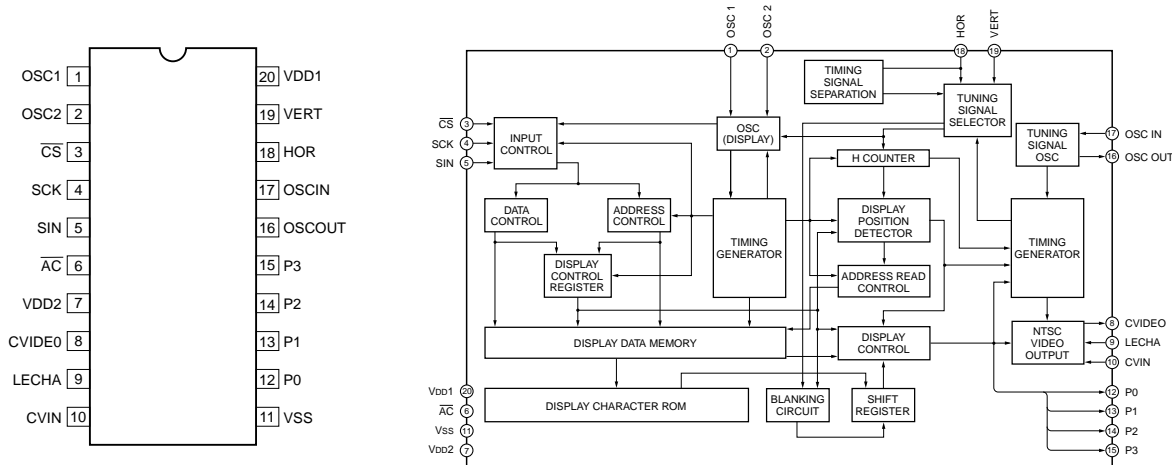 OSC1 1
OSC2 2
CS 3
SCK 4
SIN 5
AC 6
VDD2 7
CVIDE0 8
LECHA 9
CVIN 10
20 VDD1
19 VERT
18 HOR
17 OSCIN
16 OSCOUT
15 P3
14 P2
13 P1
12 P0
11 VSS
OSC 1
OSC 2
HOR
VERT
1
2
18
19
TIMING
SIGNAL
SEPARATION
TUNING
SIGNAL
SELECTOR
CS 3
SCK 4
SIN 5
INPUT
CONTROL
OSC
(DISPLAY)
TUNING
SIGNAL
OSC
17 OSC IN
16 OSC OUT
H COUNTER
DATA
CONTROL
ADDRESS
CONTROL
TIMING
GENERATOR
DISPLAY
POSITION
DETECTOR
TIMING
GENERATOR
DISPLAY
CONTROL
REGISTER
ADDRESS READ
CONTROL
DISPLAY DATA MEMORY
DISPLAY
CONTROL
NTSC
VIDEO
OUTPUT
8 CVIDEO
9 LECHA
10 CVIN
VDD1 20
AC 6
VSS 11
VDD2 7
DISPLAY CHARACTER ROM
BLANKING
CIRCUIT
SHIFT
REGISTER
12 P0
13 P1
14 P2
15 P3